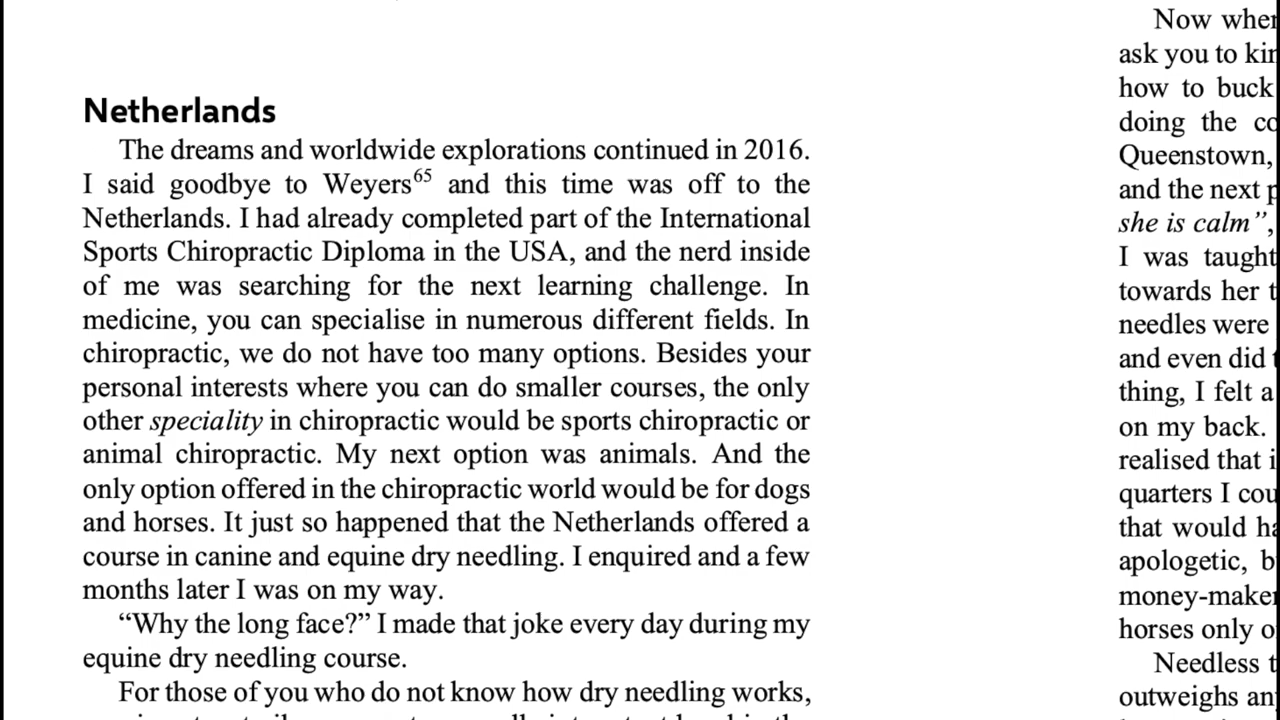 Netherlands
The dreams and worldwide explorations continued in 2016.
I said goodbye to Weyers65 and this time was off to the
Netherlands. I had already completed part of the International
Sports Chiropractic Diploma in the USA, and the nerd inside
of me was searching for the next learning challenge. In
medicine, you can specialise in numerous different fields. In
chiropractic, we do not have too many options. Besides your
personal interests where you can do smaller courses, the only
other speciality in chiropractic would be sports chiropractic or
animal chiropractic. My next option was animals. And the
only option offered in the chiropractic world would be for dogs
and horses. It just so happened that the Netherlands offered a
course in canine and equine dry needling. I enquired and a few
months later I was on my way.
“Why the long face?” I made that joke every day during my
equine dry needling course.
For those of you who do not know how dry needling works,
Now
ask you to
how to buck
doing the
Queenstown,
and the next
she is calm”,
I was taught
towards her
needles were
and even did
thing, I felt a
on my back.
realised that
quarters I
that would
apologetic,
horses only
Needless
outweighs